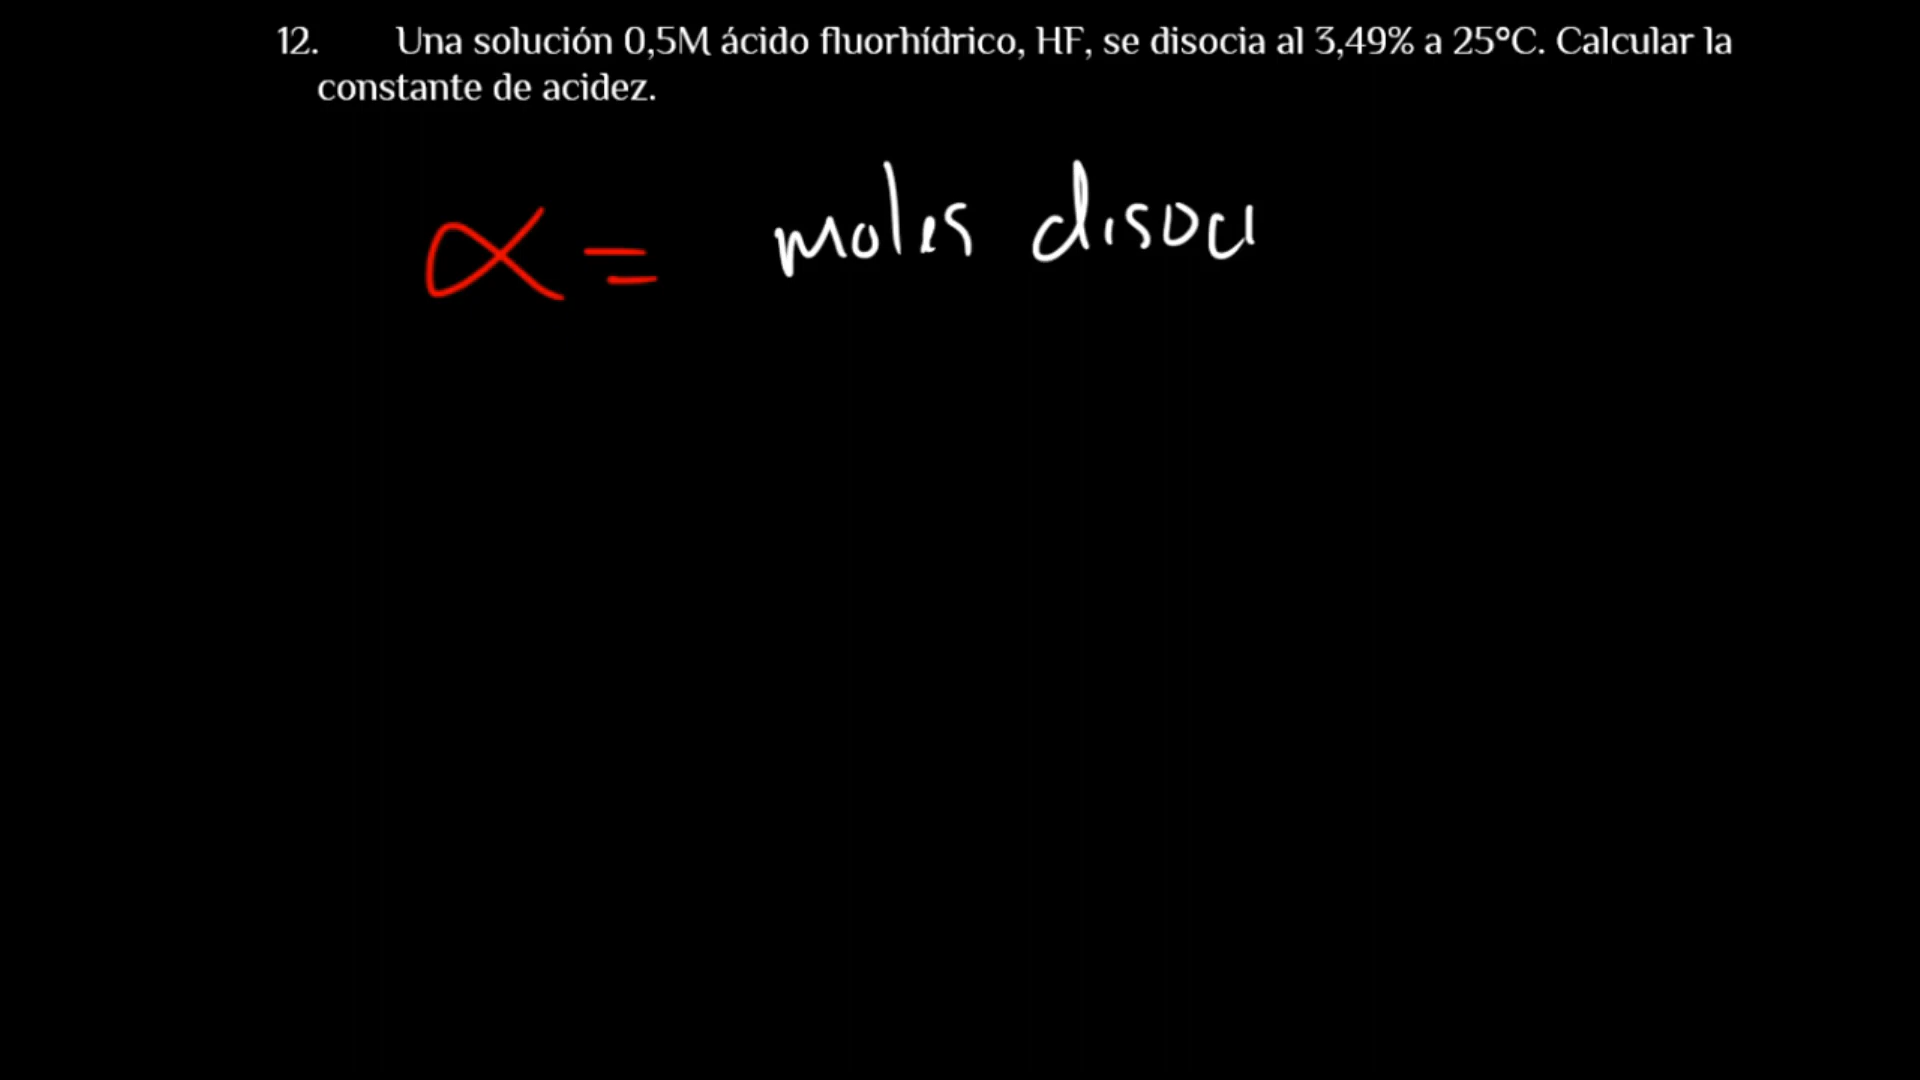 12. Una solución 0,5M ácido fluorhídrico, HF, se disocia al 3,49% a 25°C. Calcular la
constante de acidez.
α = moles disoci